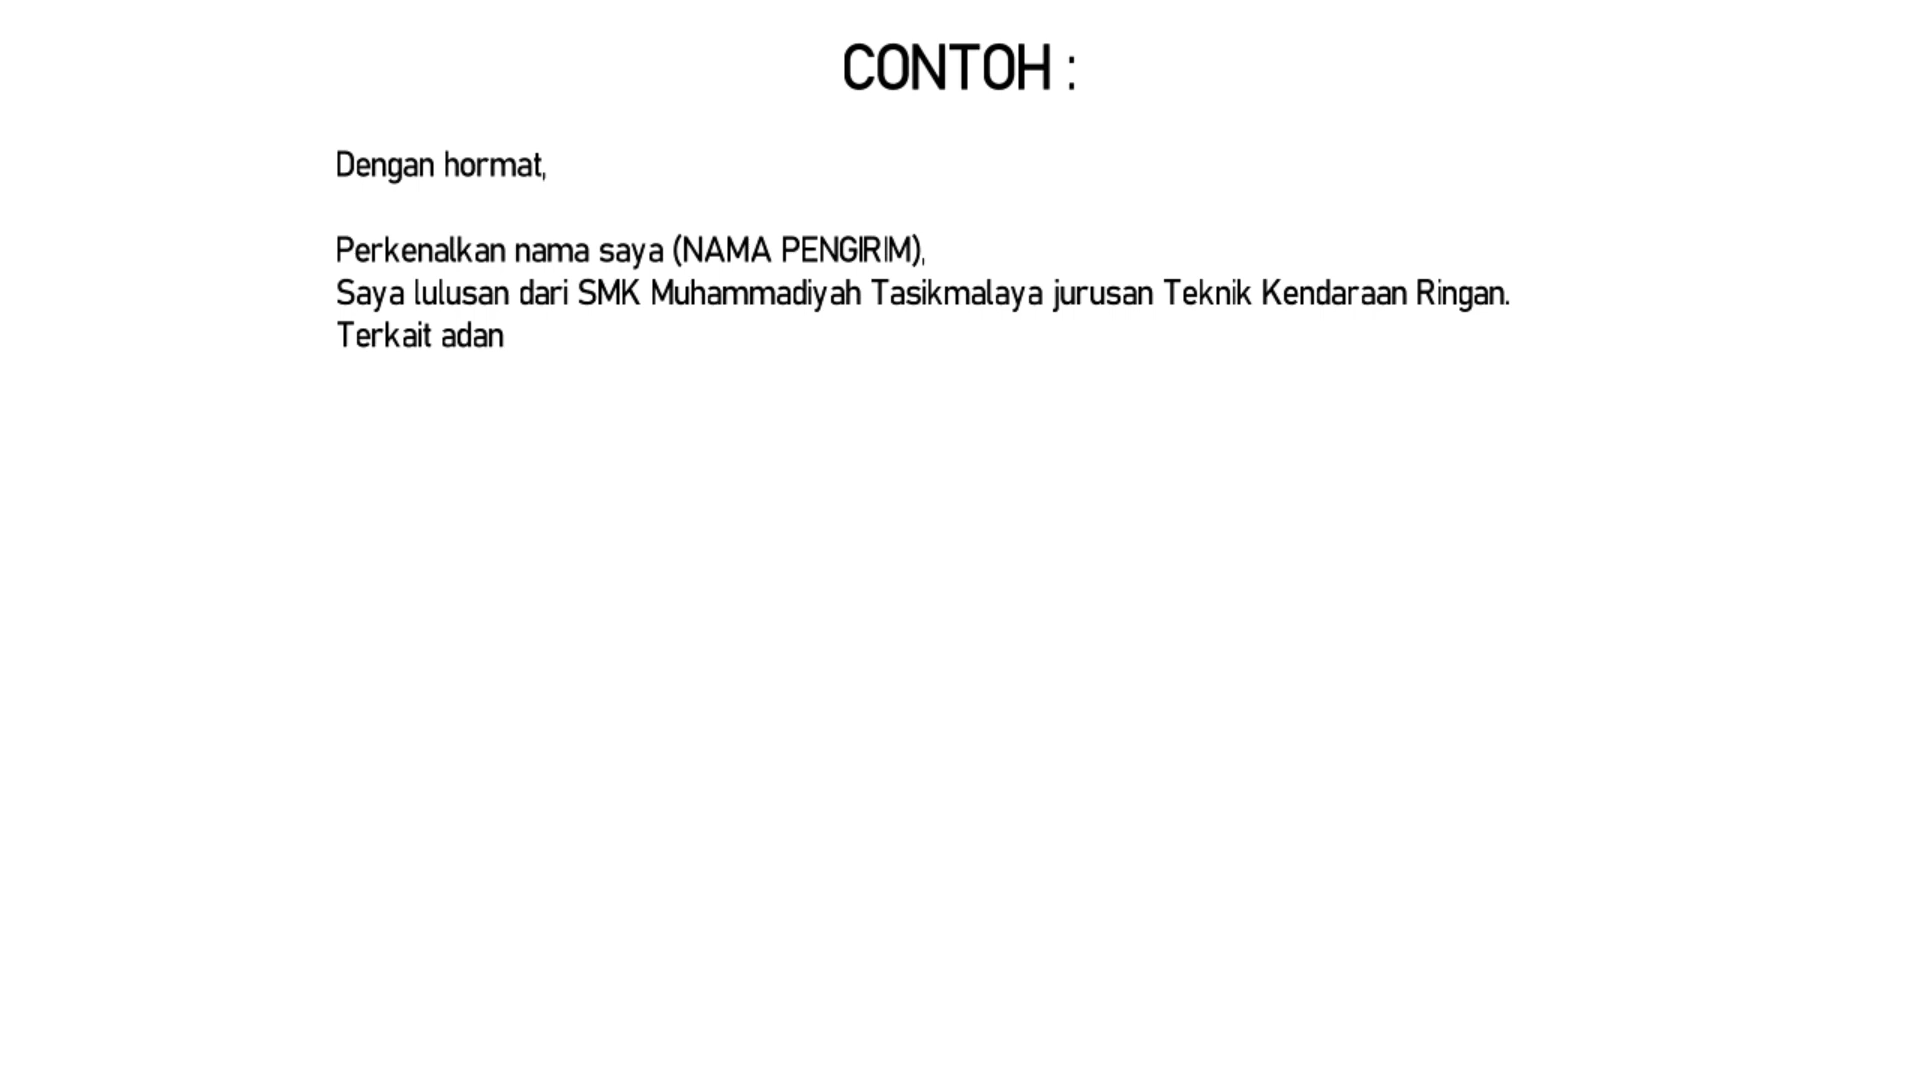 CONTOH :
Dengan hormat,
Perkenalkan nama saya (NAMA PENGIRIM),
Saya lulusan dari SMK Muhammadiyah Tasikmalaya jurusan Teknik Kendaraan Ringan.
Terkait adan